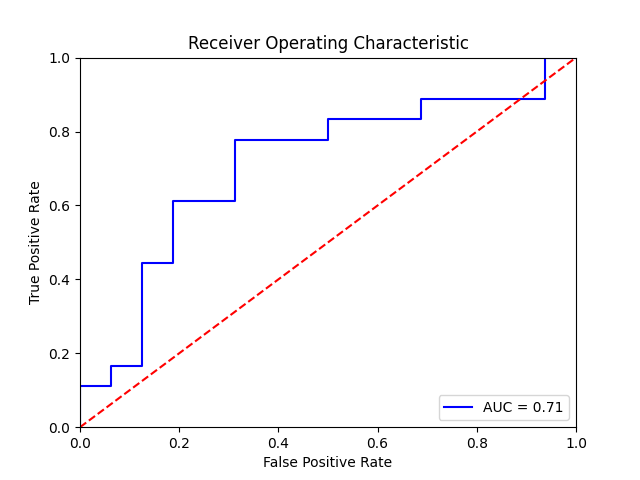 Receiver Operating Characteristic
True Positive Rate
1.0
0.8
0.6
0.4
0.2
0.0
AUC = 0.71
0.0 0.2 0.4 0.6 0.8 1.0
False Positive Rate